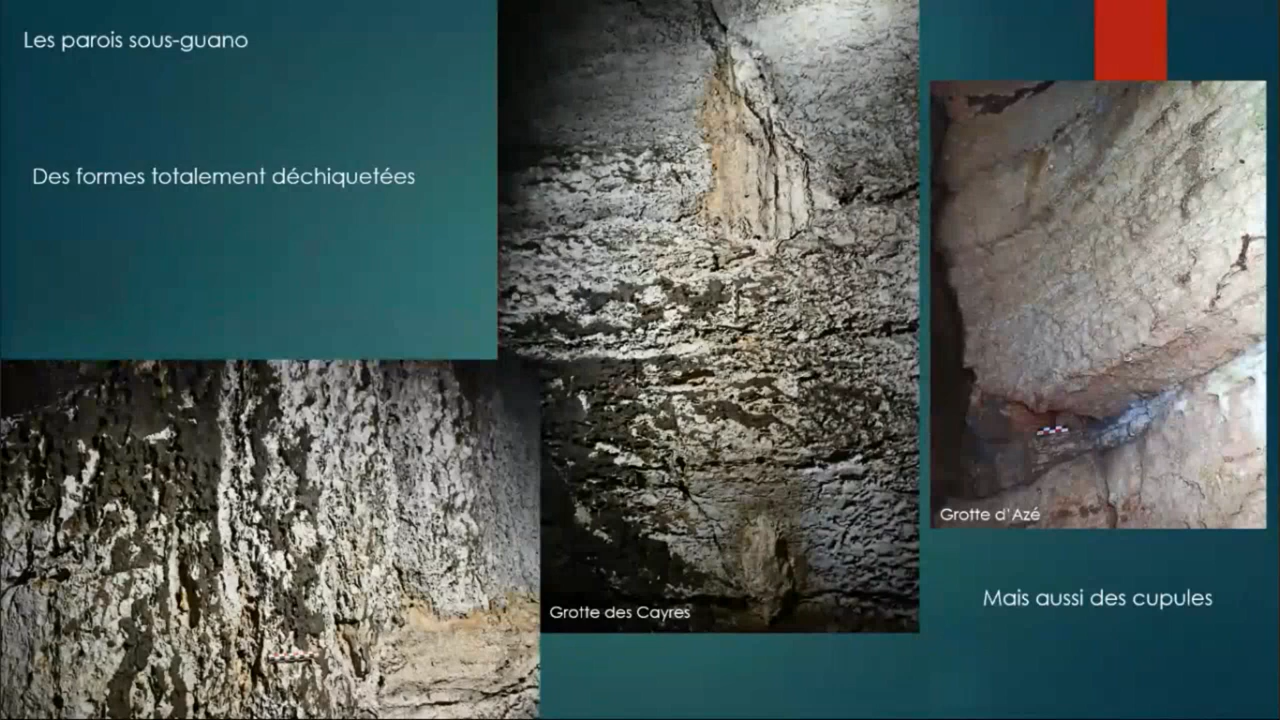 Les parois sous-guano
Des formes totalement déchiquetées
Grotte des Cayres
Grotte d'Azé
Mais aussi des cupules